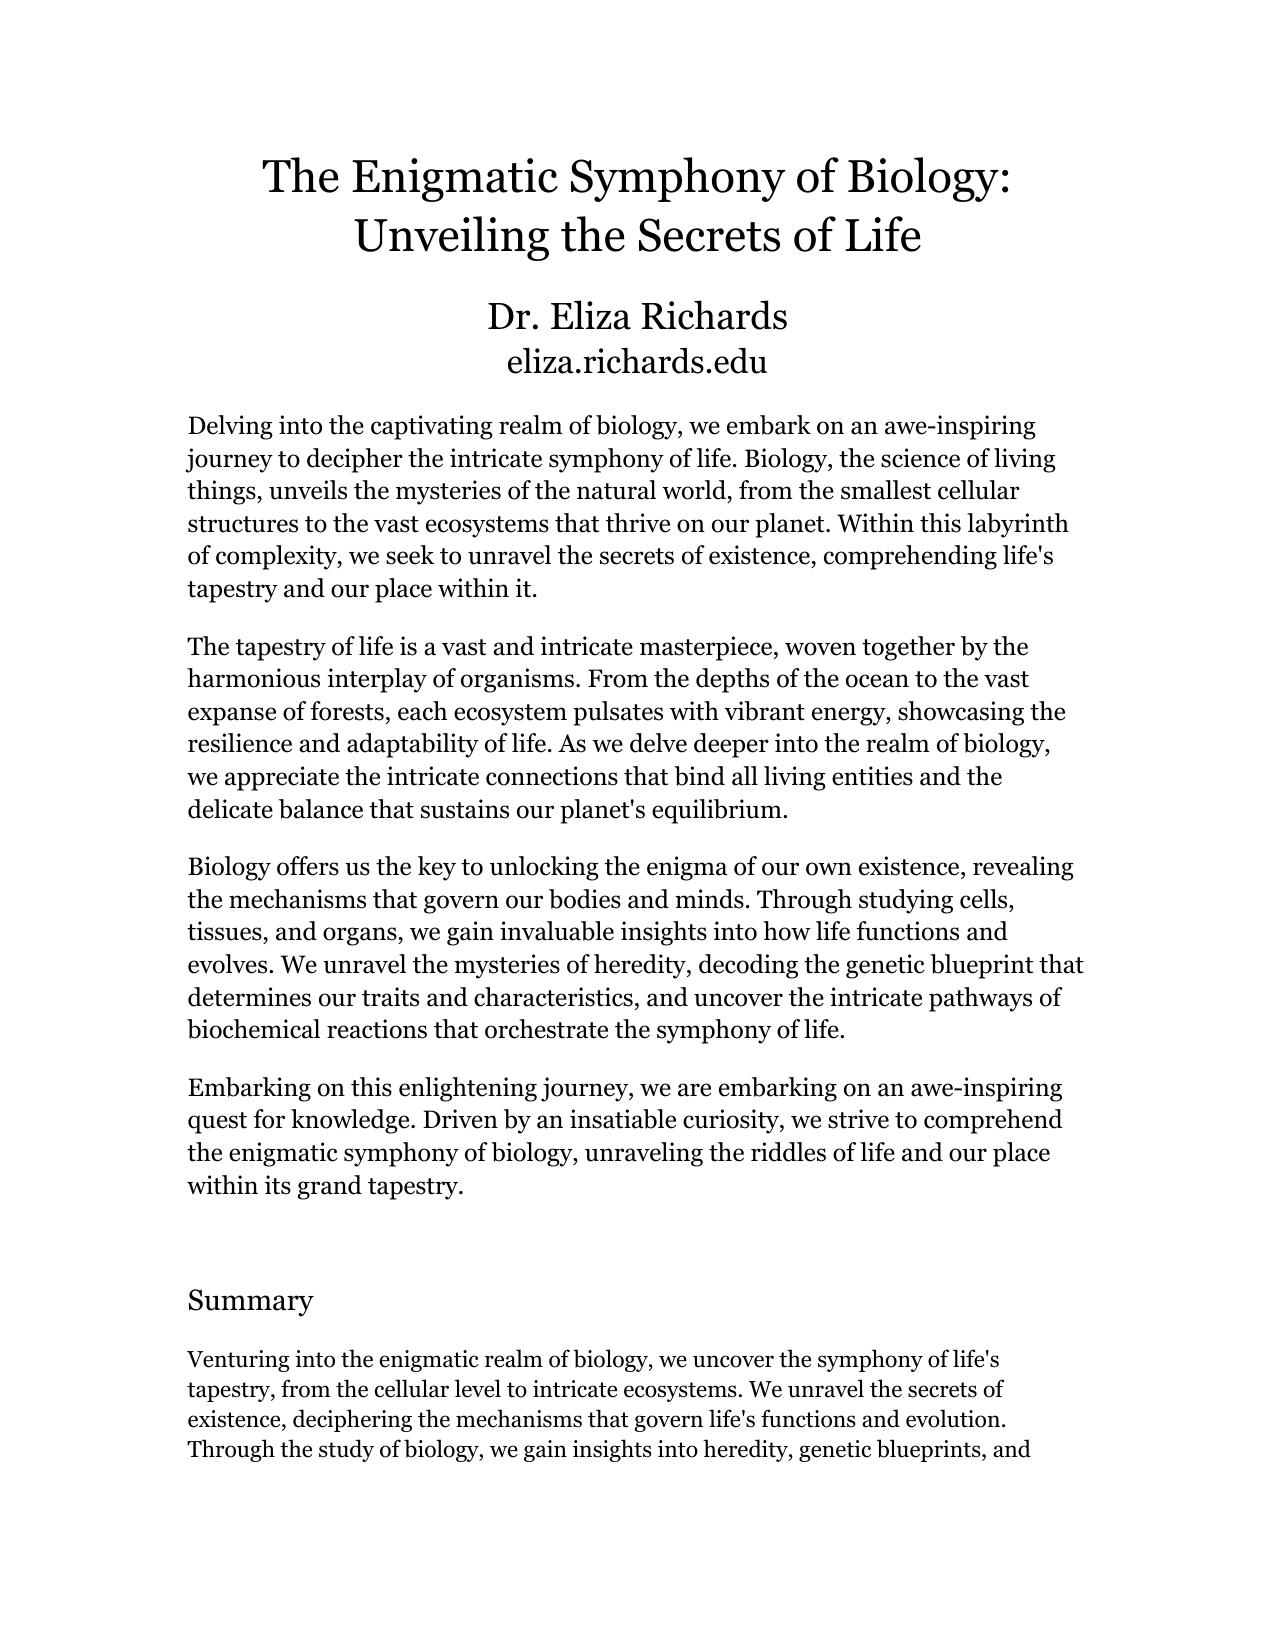 The Enigmatic Symphony of Biology:
Unveiling the Secrets of Life
Dr. Eliza Richards
eliza.richards.edu
Delving into the captivating realm of biology, we embark on an awe-inspiring
journey to decipher the intricate symphony of life. Biology, the science of living
things, unveils the mysteries of the natural world, from the smallest cellular
structures to the vast ecosystems that thrive on our planet. Within this labyrinth
of complexity, we seek to unravel the secrets of existence, comprehending life's
tapestry and our place within it.
The tapestry of life is a vast and intricate masterpiece, woven together by the
harmonious interplay of organisms. From the depths of the ocean to the vast
expanse of forests, each ecosystem pulsates with vibrant energy, showcasing the
resilience and adaptability of life. As we delve deeper into the realm of biology,
we appreciate the intricate connections that bind all living entities and the
delicate balance that sustains our planet's equilibrium.
Biology offers us the key to unlocking the enigma of our own existence, revealing
the mechanisms that govern our bodies and minds. Through studying cells,
tissues, and organs, we gain invaluable insights into how life functions and
evolves. We unravel the mysteries of heredity, decoding the genetic blueprint that
determines our traits and characteristics, and uncover the intricate pathways of
biochemical reactions that orchestrate the symphony of life.
Embarking on this enlightening journey, we are embarking on an awe-inspiring
quest for knowledge. Driven by an insatiable curiosity, we strive to comprehend
the enigmatic symphony of biology, unraveling the riddles of life and our place
within its grand tapestry.
Summary
Venturing into the enigmatic realm of biology, we uncover the symphony of life's
tapestry, from the cellular level to intricate ecosystems. We unravel the secrets of
existence, deciphering the mechanisms that govern life's functions and evolution.
Through the study of biology, we gain insights into heredity, genetic blueprints, and